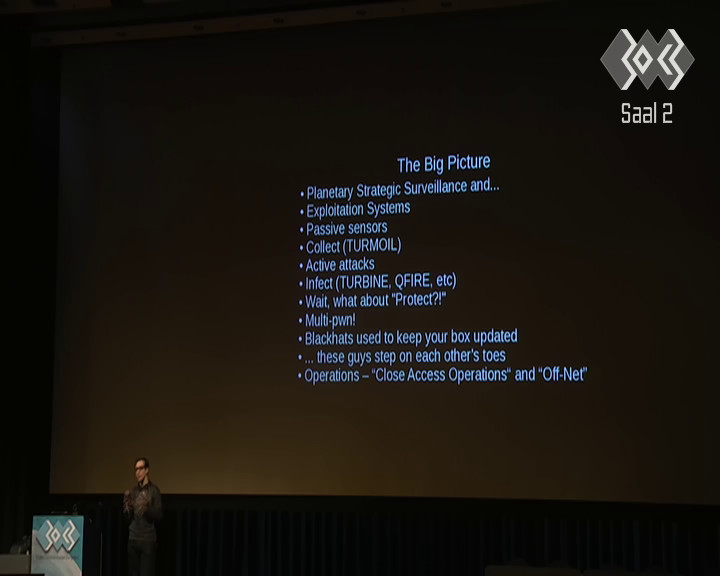 30C3
Saal 2
The Big Picture
• Planetary Strategic Surveillance and...
• Exploitation Systems
• Passive sensors
• Collect (TURMOIL)
• Active attacks
• Infect (TURBINE, QFIRE, etc)
• Wait, what about "Protect?!"
• Multi-pwn!
• Blackhats used to keep your box updated
• ... these guys step on each other's toes
• Operations – “Close Access Operations“ and “Off-Net”
30C3